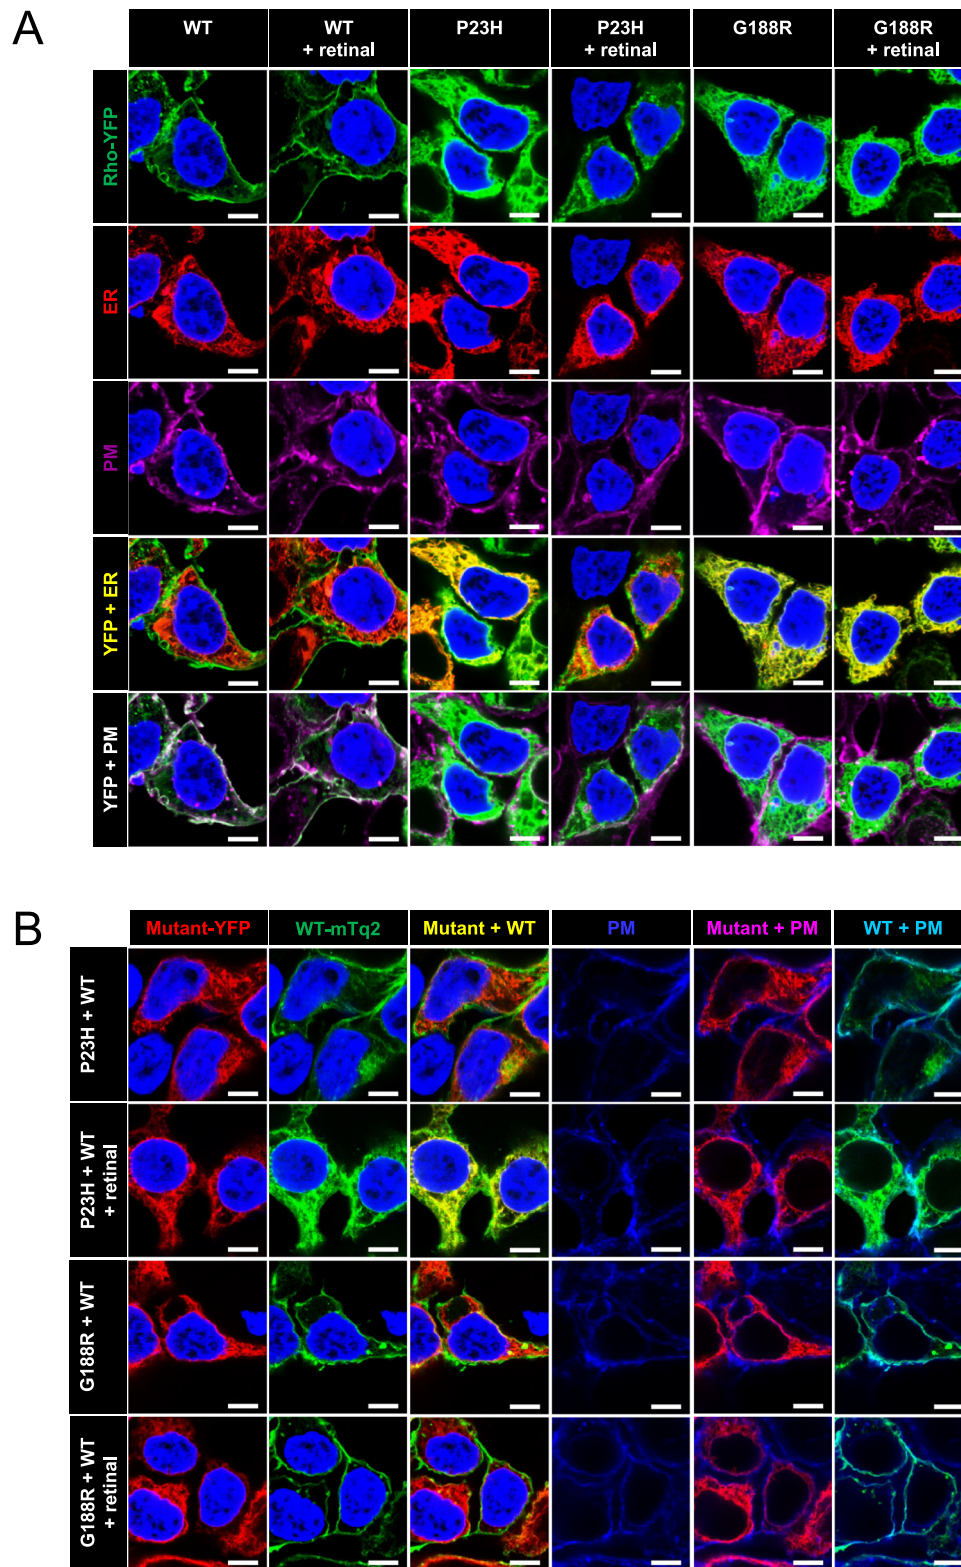 A
WT
WT
+ retinal
P23H
P23H
+ retinal
G188R
G188R
+ retinal
Rho-YFP
ER
PM
YFP + ER
YFP + PM
B
Mutant-YFP
WT-mTq2
Mutant + WT
PM
Mutant + PM
WT + PM
P23H + WT
P23H + WT
+ retinal
G188R + WT
G188R + WT
+ retinal